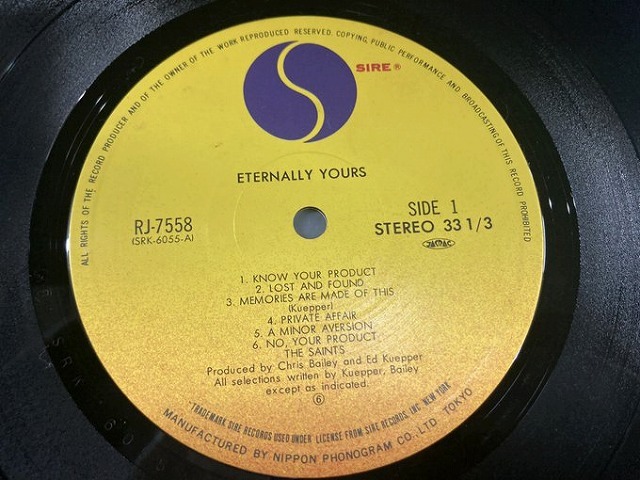 ALL RIGHTS OF THE RECORD PRODUCER AND OF THE OWNER OF THE WORK REPRODUCED RESERVED. COPYING, PUBLIC PERFORMANCE AND BROADCASTING OF THIS RECORD PROHIBITED
SIRE®
ETERNALLY YOURS
RJ-7558
(SRK-6055-A)
SIDE 1
STEREO 33 1/3
JASRAC
1. KNOW YOUR PRODUCT
2. LOST AND FOUND
3. MEMORIES ARE MADE OF THIS
(Kuepper)
4. PRIVATE AFFAIR
5. A MINOR AVERSION
6. NO, YOUR PRODUCT
THE SAINTS
Produced by Chris Bailey and Ed Kuepper
All selections written by Kuepper, Bailey
except as indicated.
6
"TRADEMARK SIRE RECORDS USED UNDER LICENSE FROM SIRE RECORDS, INC. NEW YORK"
MANUFACTURED BY NIPPON PHONOGRAM CO., LTD. TOKYO